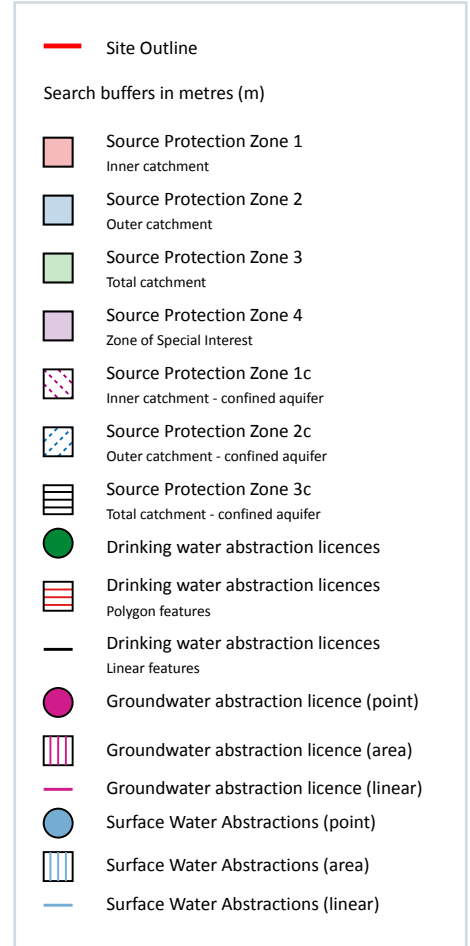 Site Outline
Search buffers in metres (m)
Source Protection Zone 1
Inner catchment
Source Protection Zone 2
Outer catchment
Source Protection Zone 3
Total catchment
Source Protection Zone 4
Zone of Special Interest
Source Protection Zone 1c
Inner catchment - confined aquifer
Source Protection Zone 2c
Outer catchment - confined aquifer
Source Protection Zone 3c
Total catchment - confined aquifer
Drinking water abstraction licences
Drinking water abstraction licences
Polygon features
Drinking water abstraction licences
Linear features
Groundwater abstraction licence (point)
Groundwater abstraction licence (area)
Groundwater abstraction licence (linear)
Surface Water Abstractions (point)
Surface Water Abstractions (area)
Surface Water Abstractions (linear)